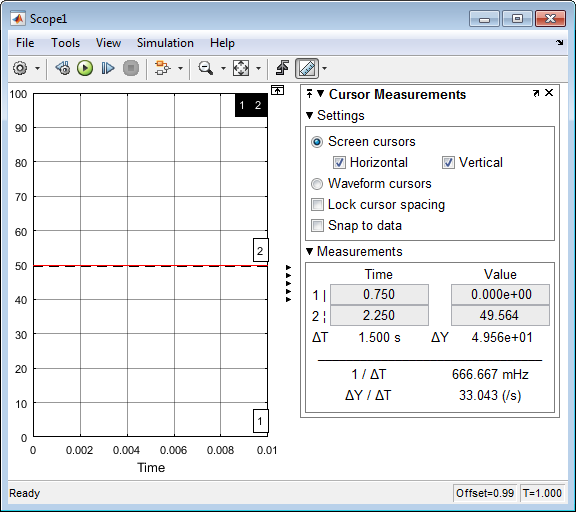 Scope1
File Tools View Simulation Help
100
90
80
70
60
50
40
30
20
10
0
1 2
2
1
0 0.002 0.004 0.006 0.008 0.01
Time
Cursor Measurements
Settings
Screen cursors
Horizontal Vertical
Waveform cursors
Lock cursor spacing
Snap to data
Measurements
Time Value
1 | 0.750 0.000e+00
2 ¦ 2.250 49.564
ΔT 1.500 s ΔY 4.956e+01
1 / ΔT 666.667 mHz
ΔY / ΔT 33.043 (/s)
Ready Offset=0.99 T=1.000